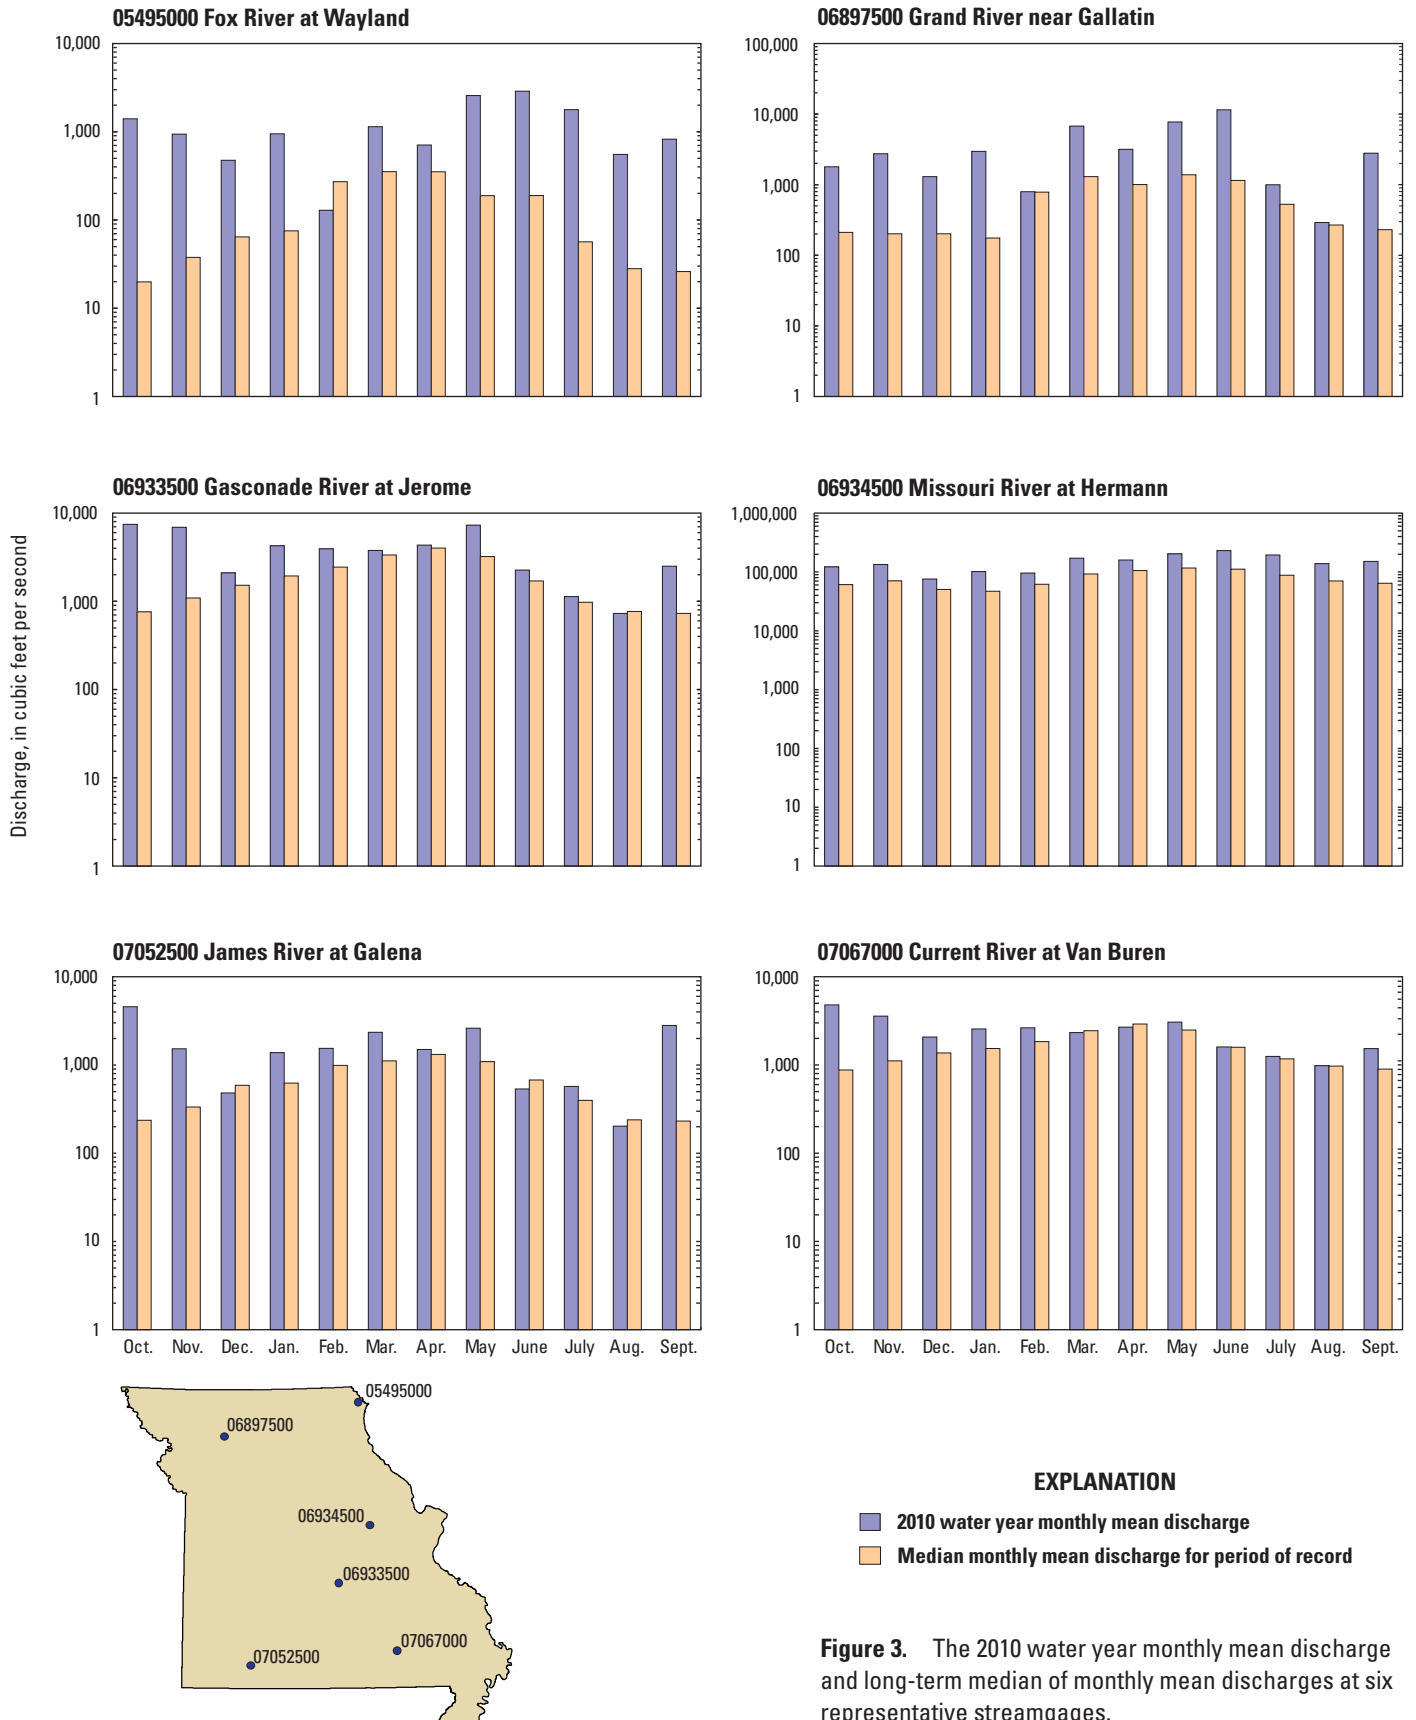 05495000 Fox River at Wayland
10,000
1,000
100
10
1
06897500 Grand River near Gallatin
100,000
10,000
1,000
100
10
1
Discharge, in cubic feet per second
06933500 Gasconade River at Jerome
10,000
1,000
100
10
1
06934500 Missouri River at Hermann
1,000,000
100,000
10,000
1,000
100
10
1
07052500 James River at Galena
10,000
1,000
100
10
1
Oct. Nov. Dec. Jan. Feb. Mar. Apr. May June July Aug. Sept.
07067000 Current River at Van Buren
10,000
1,000
100
10
1
Oct. Nov. Dec. Jan. Feb. Mar. Apr. May June July Aug. Sept.
05495000
06897500
06934500
06933500
07067000
07052500
EXPLANATION
2010 water year monthly mean discharge
Median monthly mean discharge for period of record
Figure 3. The 2010 water year monthly mean discharge
and long-term median of monthly mean discharges at six
representative streamgages.